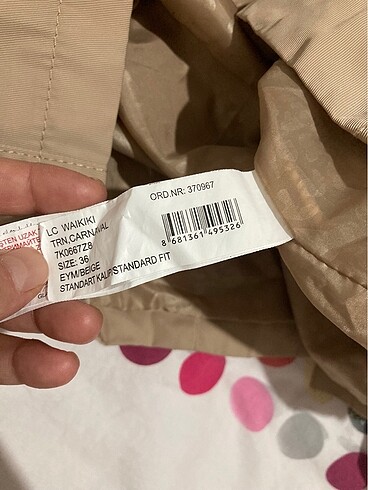 ORD.NR: 370967
8 681361 495326
LC WAIKIKI
TRN.CARNAVAL
7K0667Z8
SIZE: 36
EYM/BEIGE
STANDART KALIP/STANDARD FIT
UZAK